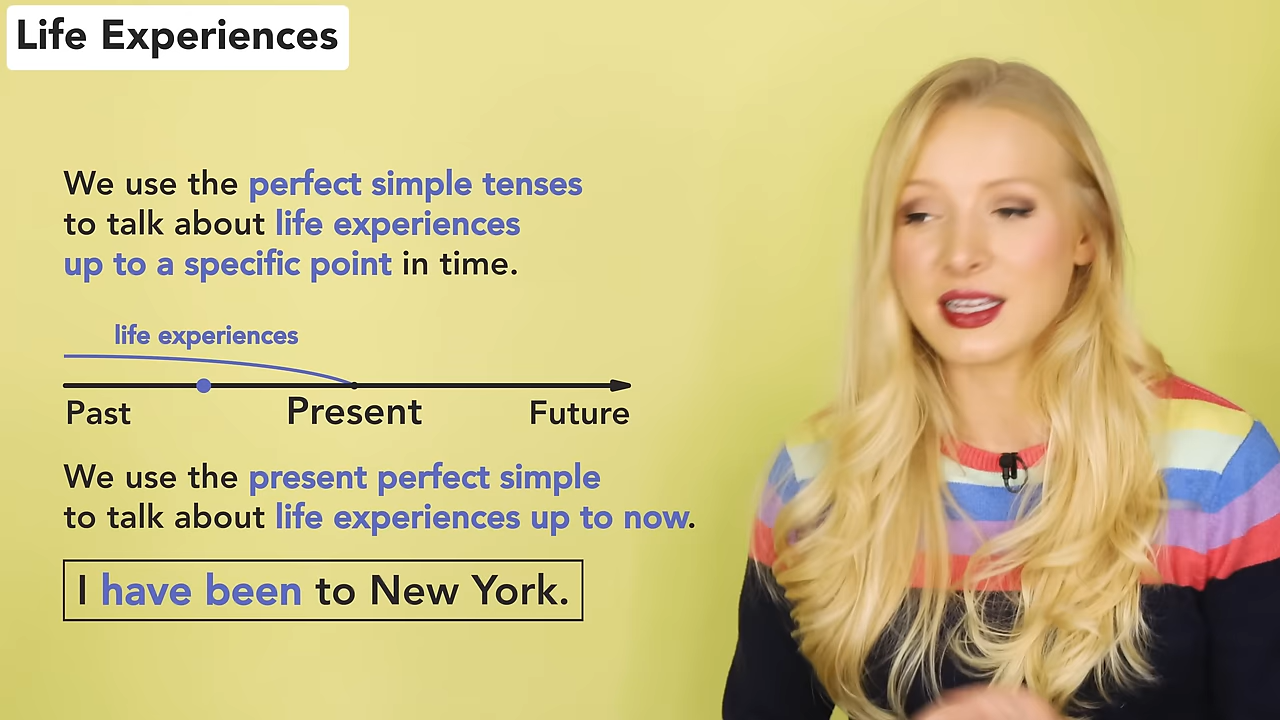 Life Experiences
We use the perfect simple tenses
to talk about life experiences
up to a specific point in time.
life experiences
Past Present Future
We use the present perfect simple
to talk about life experiences up to now.
I have been to New York.